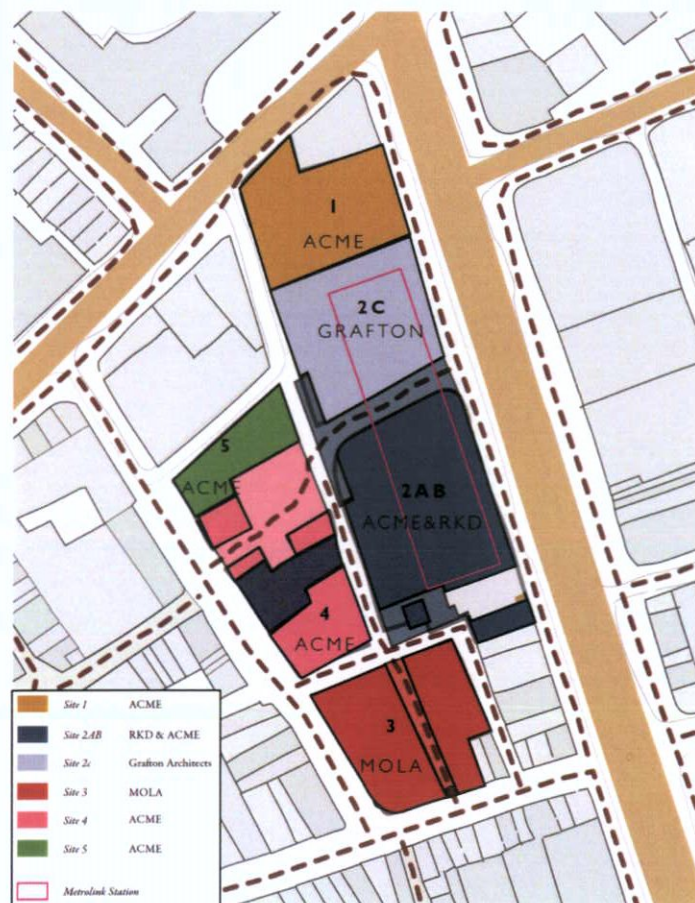 1
ACME
2C
GRAFTON
5
ACME
2AB
ACME&RKD
4
ACME
3
MOLA
Site 1 ACME
Site 2AB RKD & ACME
Site 2c Grafton Architects
Site 3 MOLA
Site 4 ACME
Site 5 ACME
Metrolink Station